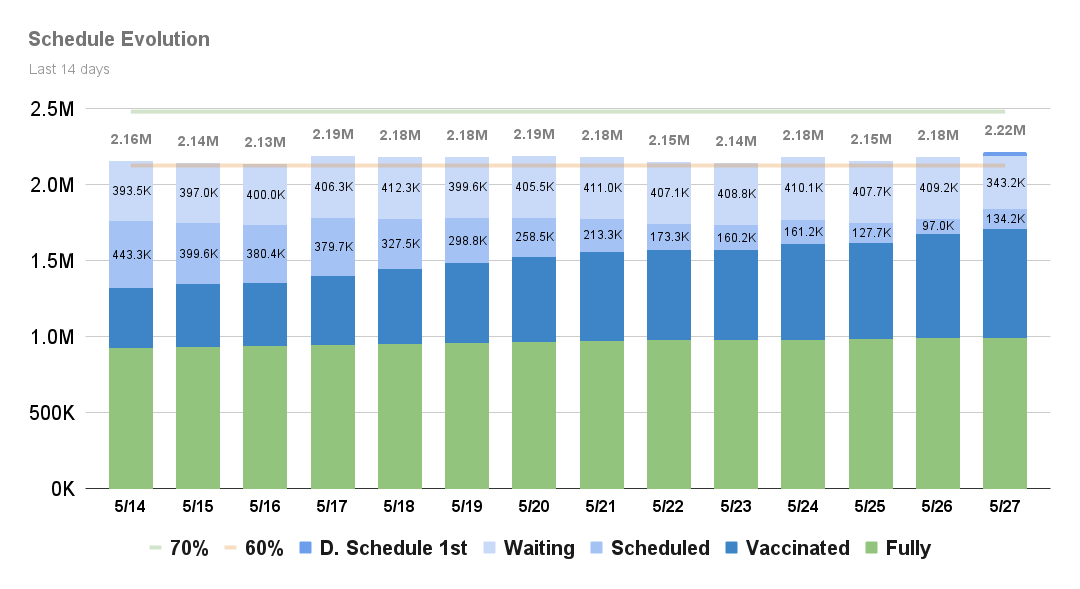 Schedule Evolution
Last 14 days
2.5M
2.16M 2.14M 2.13M 2.19M 2.18M 2.18M 2.19M 2.18M 2.15M 2.14M 2.18M 2.15M 2.18M 2.22M
2.0M
393.5K 397.0K 400.0K 406.3K 412.3K 399.6K 405.5K 411.0K 407.1K 408.8K 410.1K 407.7K 409.2K 343.2K
443.3K 399.6K 380.4K 379.7K 327.5K 298.8K 258.5K 213.3K 173.3K 160.2K 161.2K 127.7K 97.0K 134.2K
1.5M
1.0M
500K
0K
5/14 5/15 5/16 5/17 5/18 5/19 5/20 5/21 5/22 5/23 5/24 5/25 5/26 5/27
70% 60% D. Schedule 1st Waiting Scheduled Vaccinated Fully